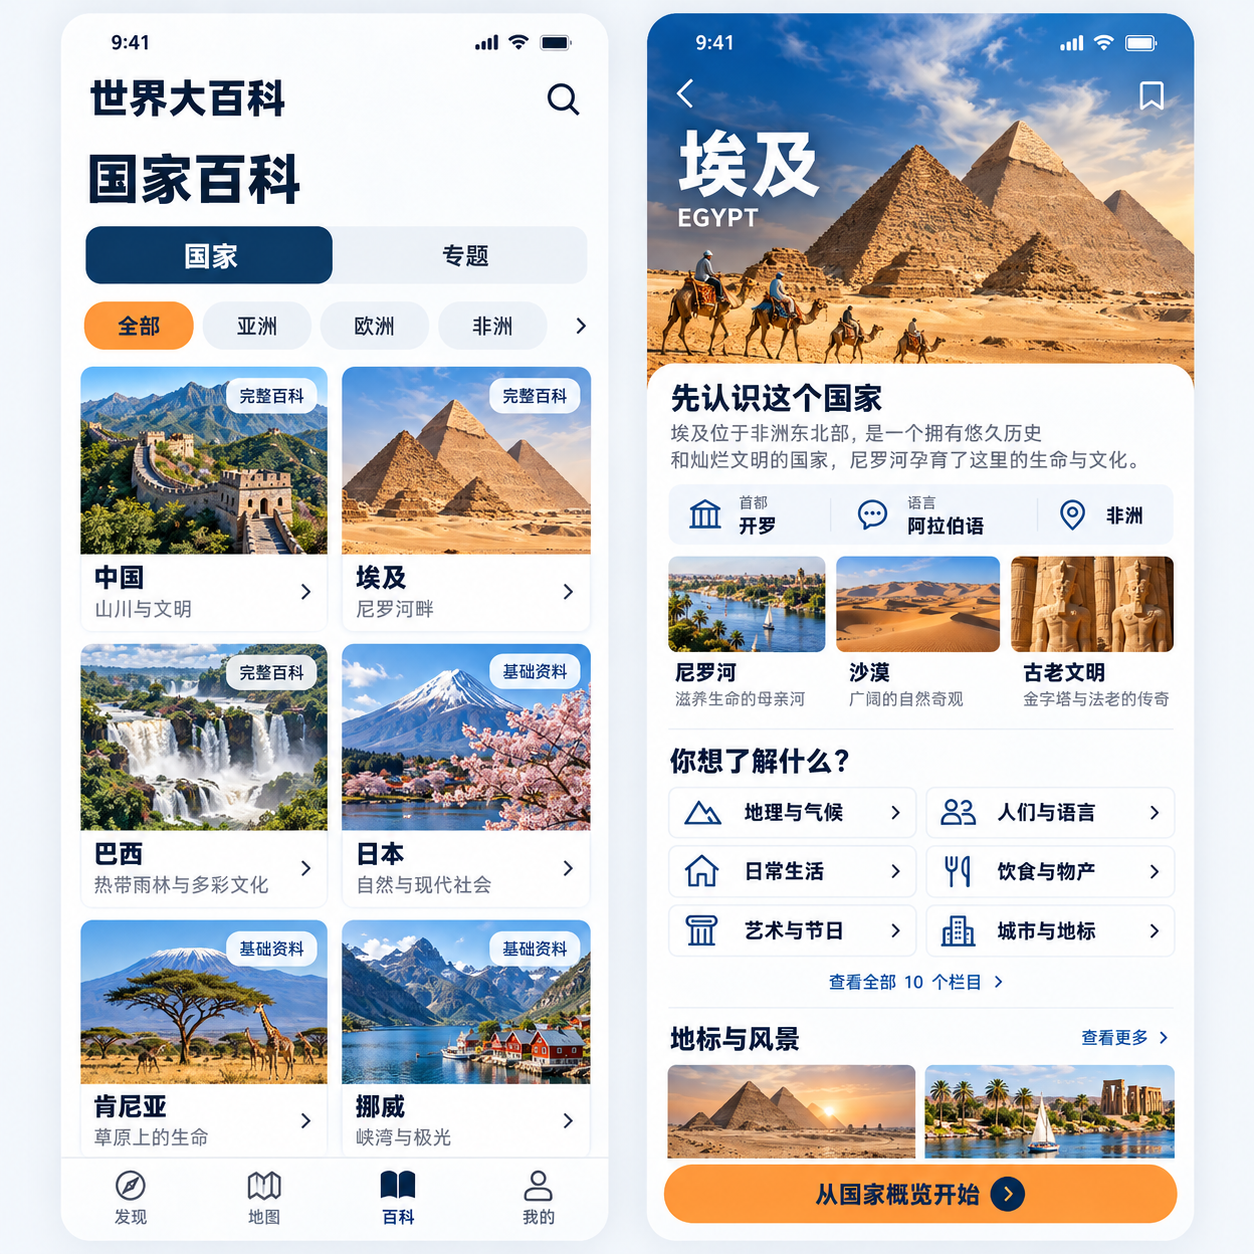 9:41
世界大百科
国家百科
国家
专题
全部
亚洲
欧洲
非洲
完整百科
中国
山川与文明
完整百科
埃及
尼罗河畔
完整百科
巴西
热带雨林与多彩文化
基础资料
日本
自然与现代社会
基础资料
肯尼亚
草原上的生命
基础资料
挪威
峡湾与极光
发现
地图
百科
我的
9:41
埃及
EGYPT
先认识这个国家
埃及位于非洲东北部, 是一个拥有悠久历史
和灿烂文明的国家，尼罗河孕育了这里的生命与文化。
首都
开罗
语言
阿拉伯语
非洲
尼罗河
滋养生命的母亲河
沙漠
广阔的自然奇观
古老文明
金字塔与法老的传奇
你想了解什么?
地理与气候
人们与语言
日常生活
饮食与物产
艺术与节日
城市与地标
查看全部 10 个栏目
地标与风景
查看更多
从国家概览开始